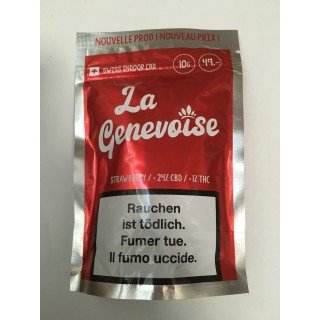 NOUVELLE PROD ! NOUVEAU PRIX !
SWISS INDOOR CBD
10G
49.-
La
Genevoise
STRAWBERRY / - 24% CBD / - 1% THC
Rauchen
ist tödlich.
Fumer tue.
Il fumo uccide.